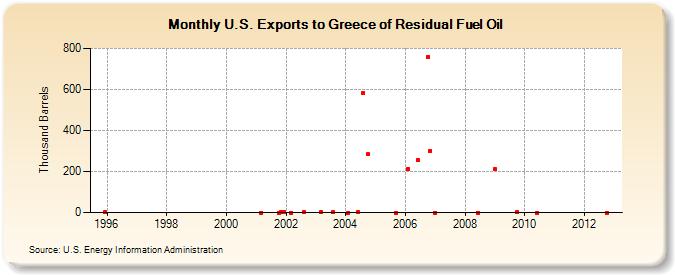 Monthly U.S. Exports to Greece of Residual Fuel Oil
Thousand Barrels
800
600
400
200
0
1996 1998 2000 2002 2004 2006 2008 2010 2012
Source: U.S. Energy Information Administration